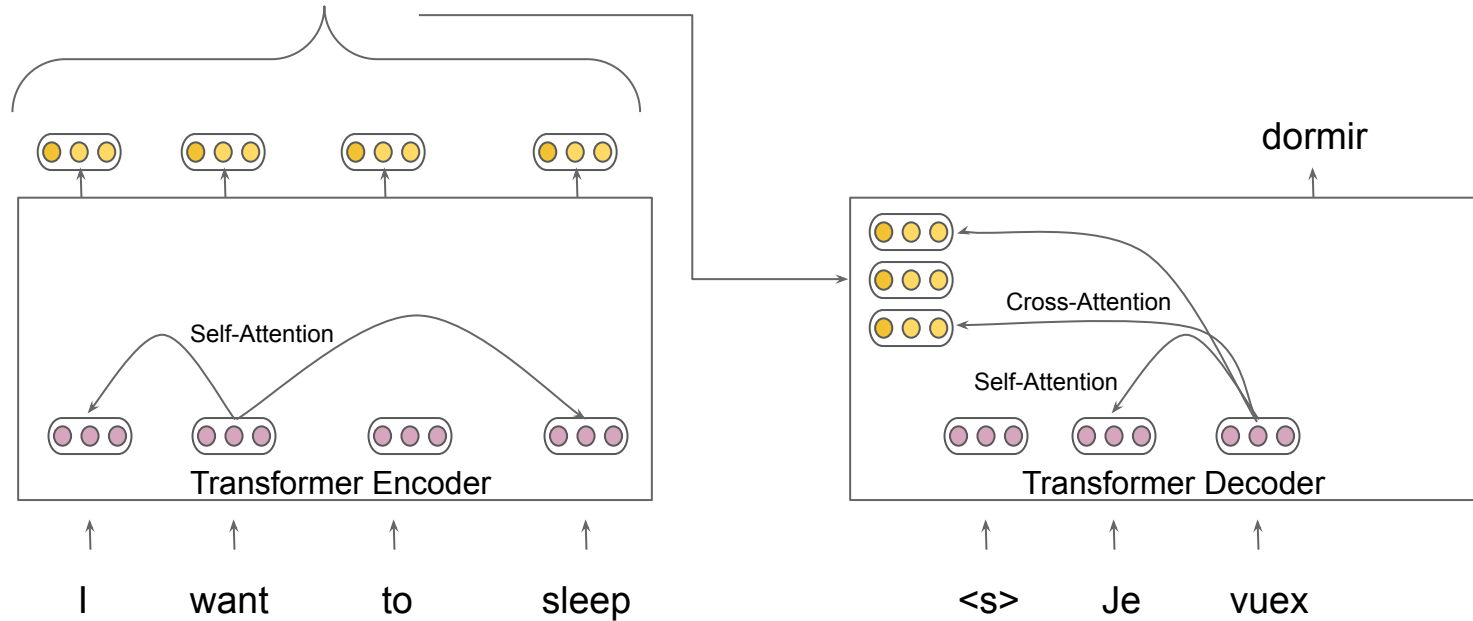 dormir
Cross-Attention
Self-Attention
Self-Attention
Transformer Encoder
Transformer Decoder
I want to sleep
<s> Je vuex